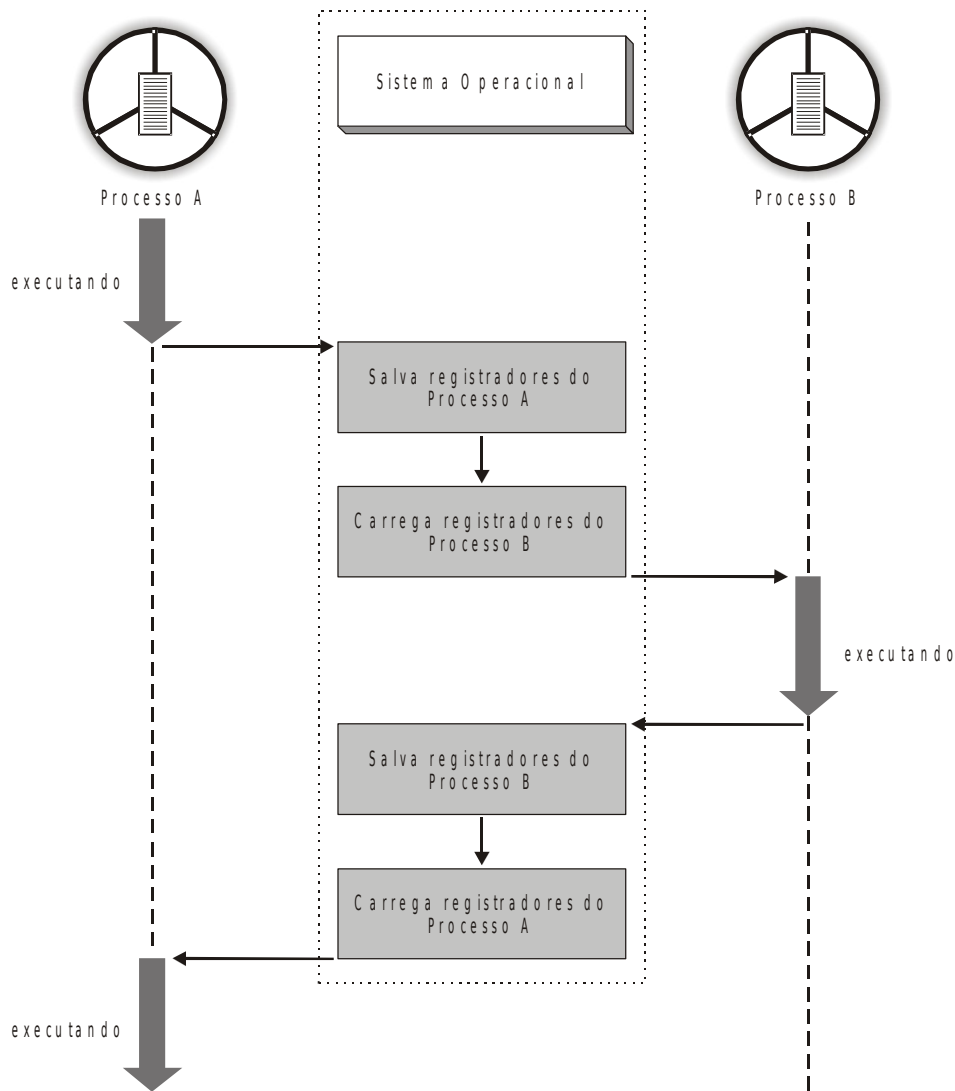 Sistema Operacional
Processo A
Processo B
executando
Salva registradores do
Processo A
Carrega registradores do
Processo B
executando
Salva registradores do
Processo B
Carrega registradores do
Processo A
executando